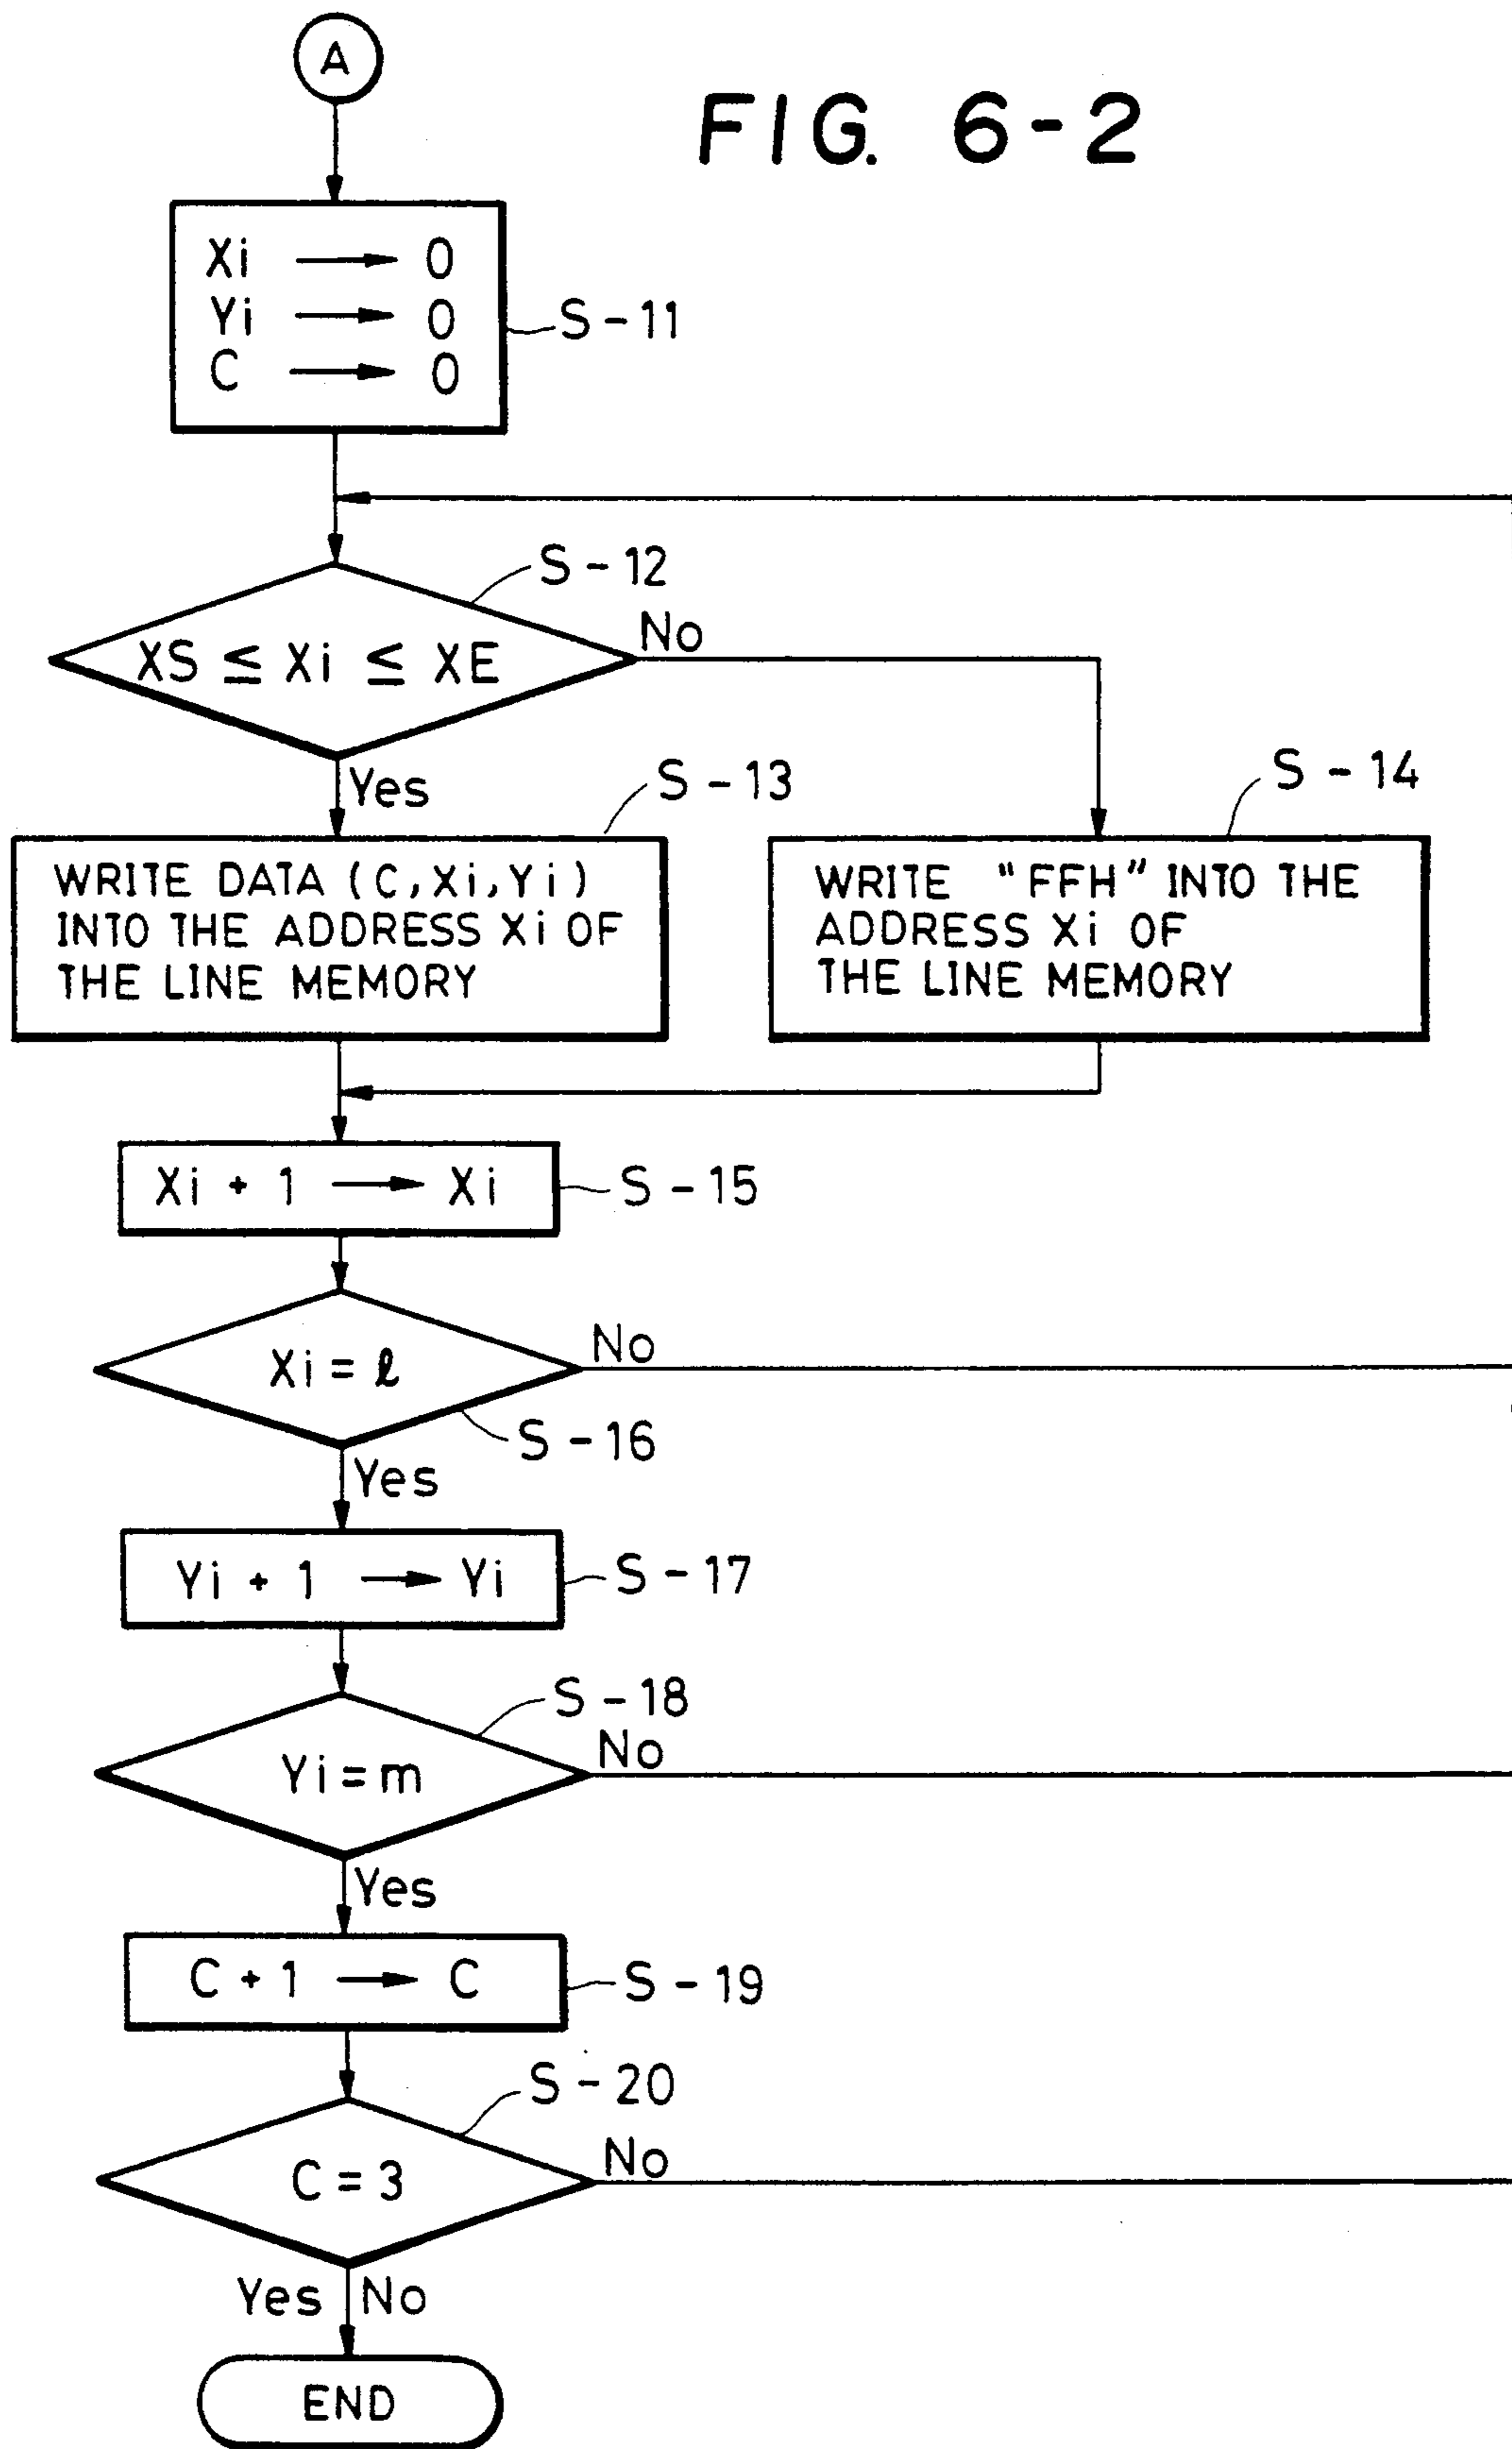 A
FIG. 6-2
Xi → 0
Yi → 0
C → 0
S-11
S-12
XS ≤ Xi ≤ XE
No
Yes
S-13
S-14
WRITE DATA (C, Xi, Yi)
INTO THE ADDRESS Xi OF
THE LINE MEMORY
WRITE "FFH" INTO THE
ADDRESS Xi OF
THE LINE MEMORY
Xi + 1 → Xi
S-15
Xi = ℓ
No
S-16
Yes
Yi + 1 → Yi
S-17
S-18
Yi = m
No
Yes
C + 1 → C
S-19
S-20
C = 3
No
Yes No
END